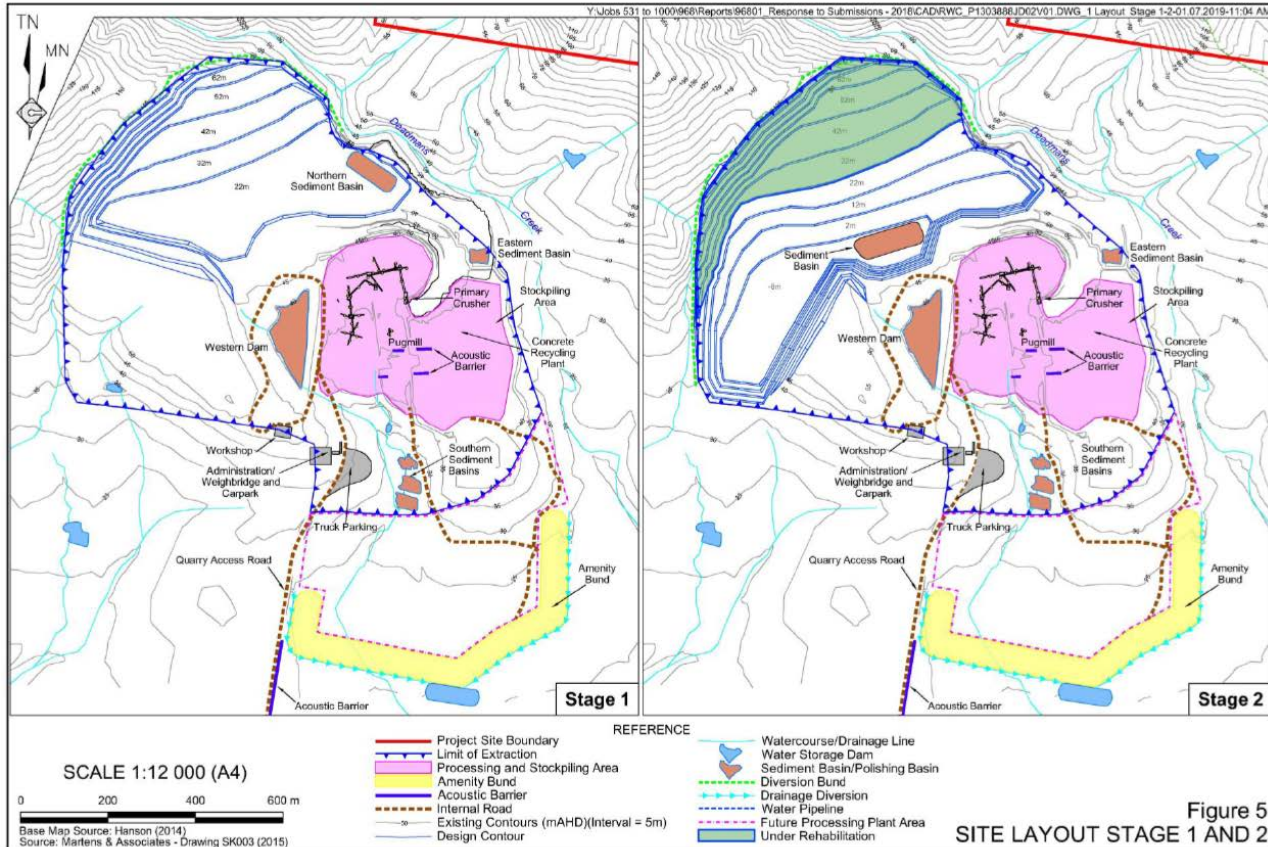 Y:\Jobs 531 to 1000\968\Reports\96801_Response to Submissions - 2018\CAD\RWC_P1303888JD02V01.DWG_1 Layout Stage 1-2-01.07.2019-11:04 AM
TN
MN
62m
52m
42m
32m
22m
Northern
Sediment Basin
Deadmans
Creek
Eastern
Sediment Basin
Primary
Crusher
Stockpiling
Area
Western Dam
Pugmill
Acoustic
Barrier
Concrete
Recycling
Plant
Workshop
Administration/
Weighbridge and
Carpark
Southern
Sediment
Basins
Truck Parking
Quarry Access Road
Amenity
Bund
Acoustic Barrier
Stage 1
62m
52m
42m
32m
22m
12m
2m
Deadmans
Creek
Sediment
Basin
Eastern
Sediment Basin
Primary
Crusher
Stockpiling
Area
Western Dam
Pugmill
Acoustic
Barrier
Concrete
Recycling
Plant
Workshop
Administration/
Weighbridge and
Carpark
Southern
Sediment
Basins
Truck Parking
Quarry Access Road
Amenity
Bund
Acoustic Barrier
Stage 2
SCALE 1:12 000 (A4)
0 200 400 600 m
Base Map Source: Hanson (2014)
Source: Martens & Associates - Drawing SK003 (2015)
REFERENCE
Project Site Boundary
Limit of Extraction
Processing and Stockpiling Area
Amenity Bund
Acoustic Barrier
Internal Road
50 Existing Contours (mAHD)(Interval = 5m)
Design Contour
Watercourse/Drainage Line
Water Storage Dam
Sediment Basin/Polishing Basin
Diversion Bund
Drainage Diversion
Water Pipeline
Future Processing Plant Area
Under Rehabilitation
Figure 5
SITE LAYOUT STAGE 1 AND 2